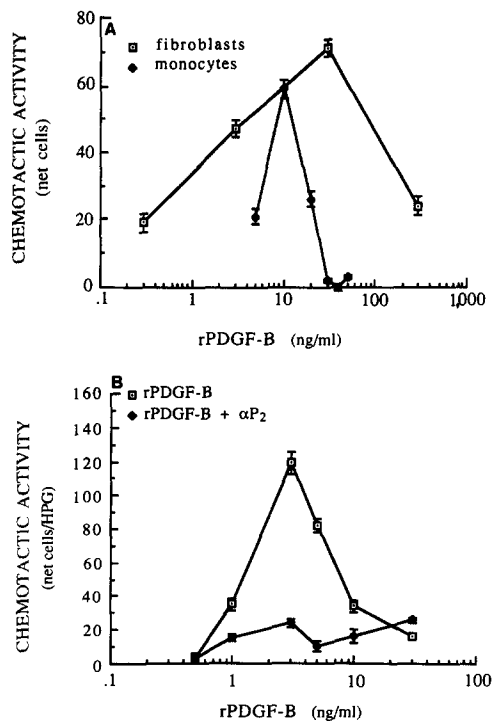 A
fibroblasts
monocytes
CHEMOTACTIC ACTIVITY
(net cells)
80
60
40
20
0
.1 1 10 100 1,000
rPDGF-B (ng/ml)
B
rPDGF-B
rPDGF-B + αP2
CHEMOTACTIC ACTIVITY
(net cells/HPG)
160
140
120
100
80
60
40
20
0
.1 1 10 100
rPDGF-B (ng/ml)